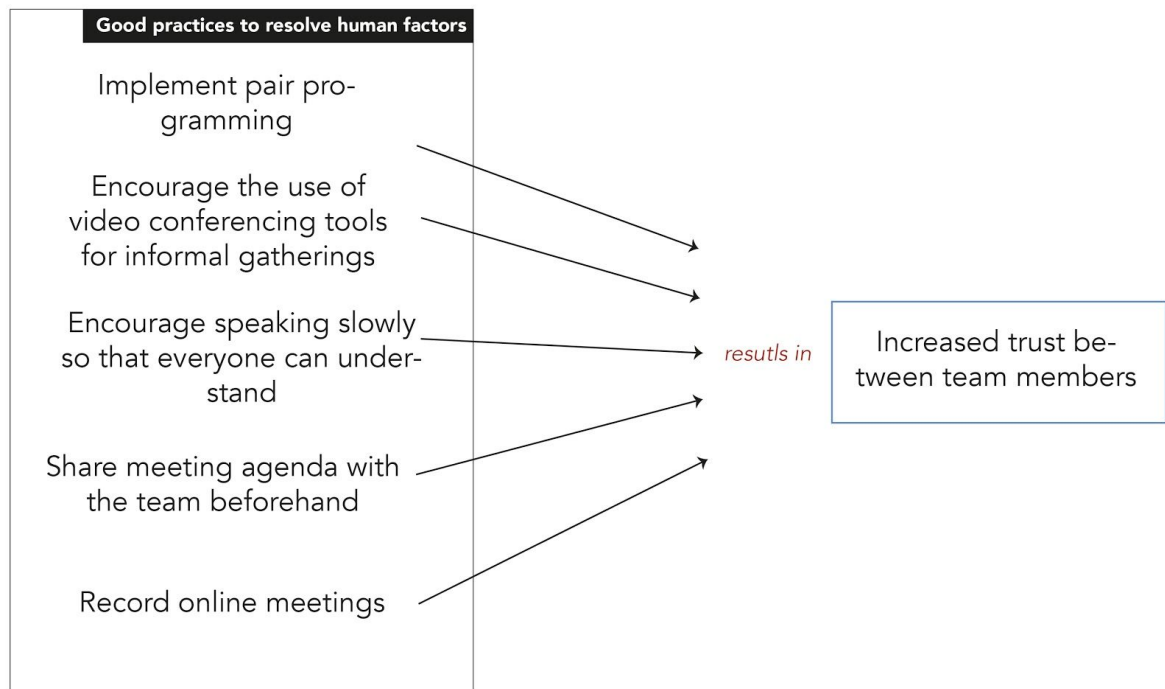 Good practices to resolve human factors
Implement pair pro-
gramming
Encourage the use of
video conferencing tools
for informal gatherings
Encourage speaking slowly
so that everyone can under-
stand
Share meeting agenda with
the team beforehand
Record online meetings
resutls in
Increased trust be-
tween team members